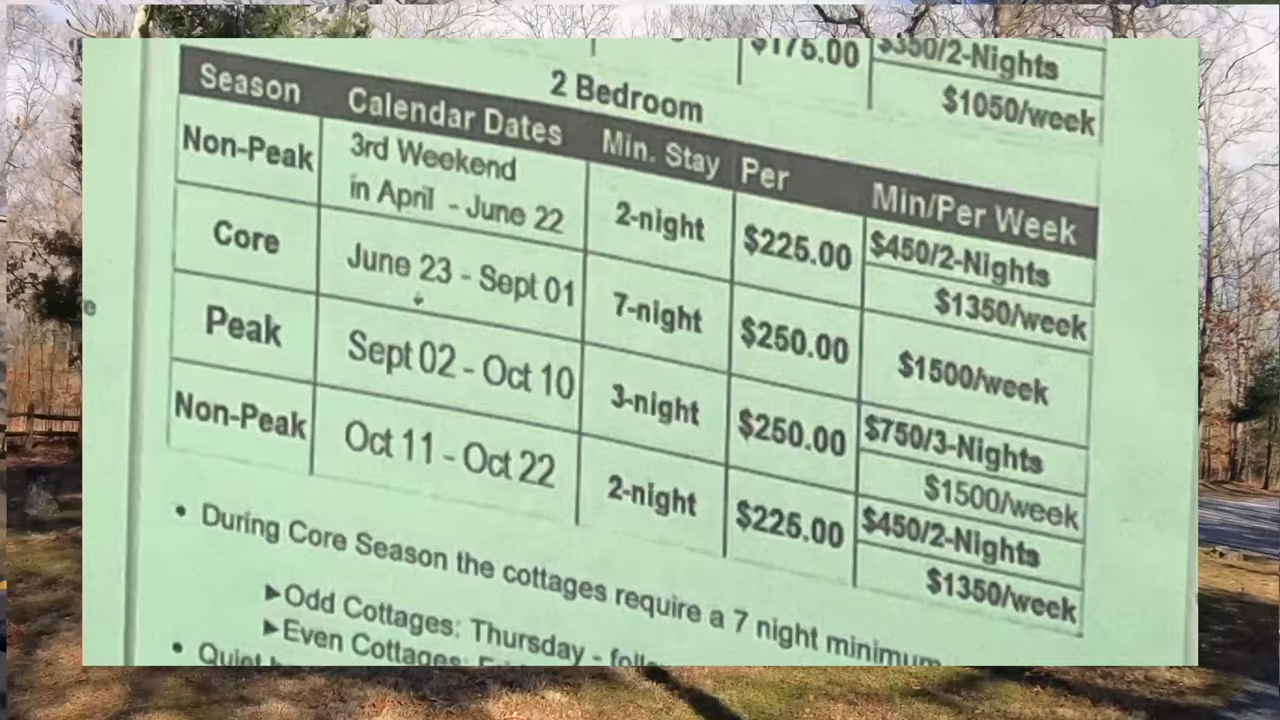 $175.00 $350/2-Nights
$1050/week
2 Bedroom
Season Calendar Dates Min. Stay Per Min/Per Week
Non-Peak 3rd Weekend in April - June 22 2-night $225.00 $450/2-Nights
$1350/week
Core June 23 - Sept 01 7-night $250.00 $1500/week
Peak Sept 02 - Oct 10 3-night $250.00 $750/3-Nights
$1500/week
Non-Peak Oct 11 - Oct 22 2-night $225.00 $450/2-Nights
$1350/week
• During Core Season the cottages require a 7 night minimum
►Odd Cottages: Thursday -
►Even Cottages:
• Quiet